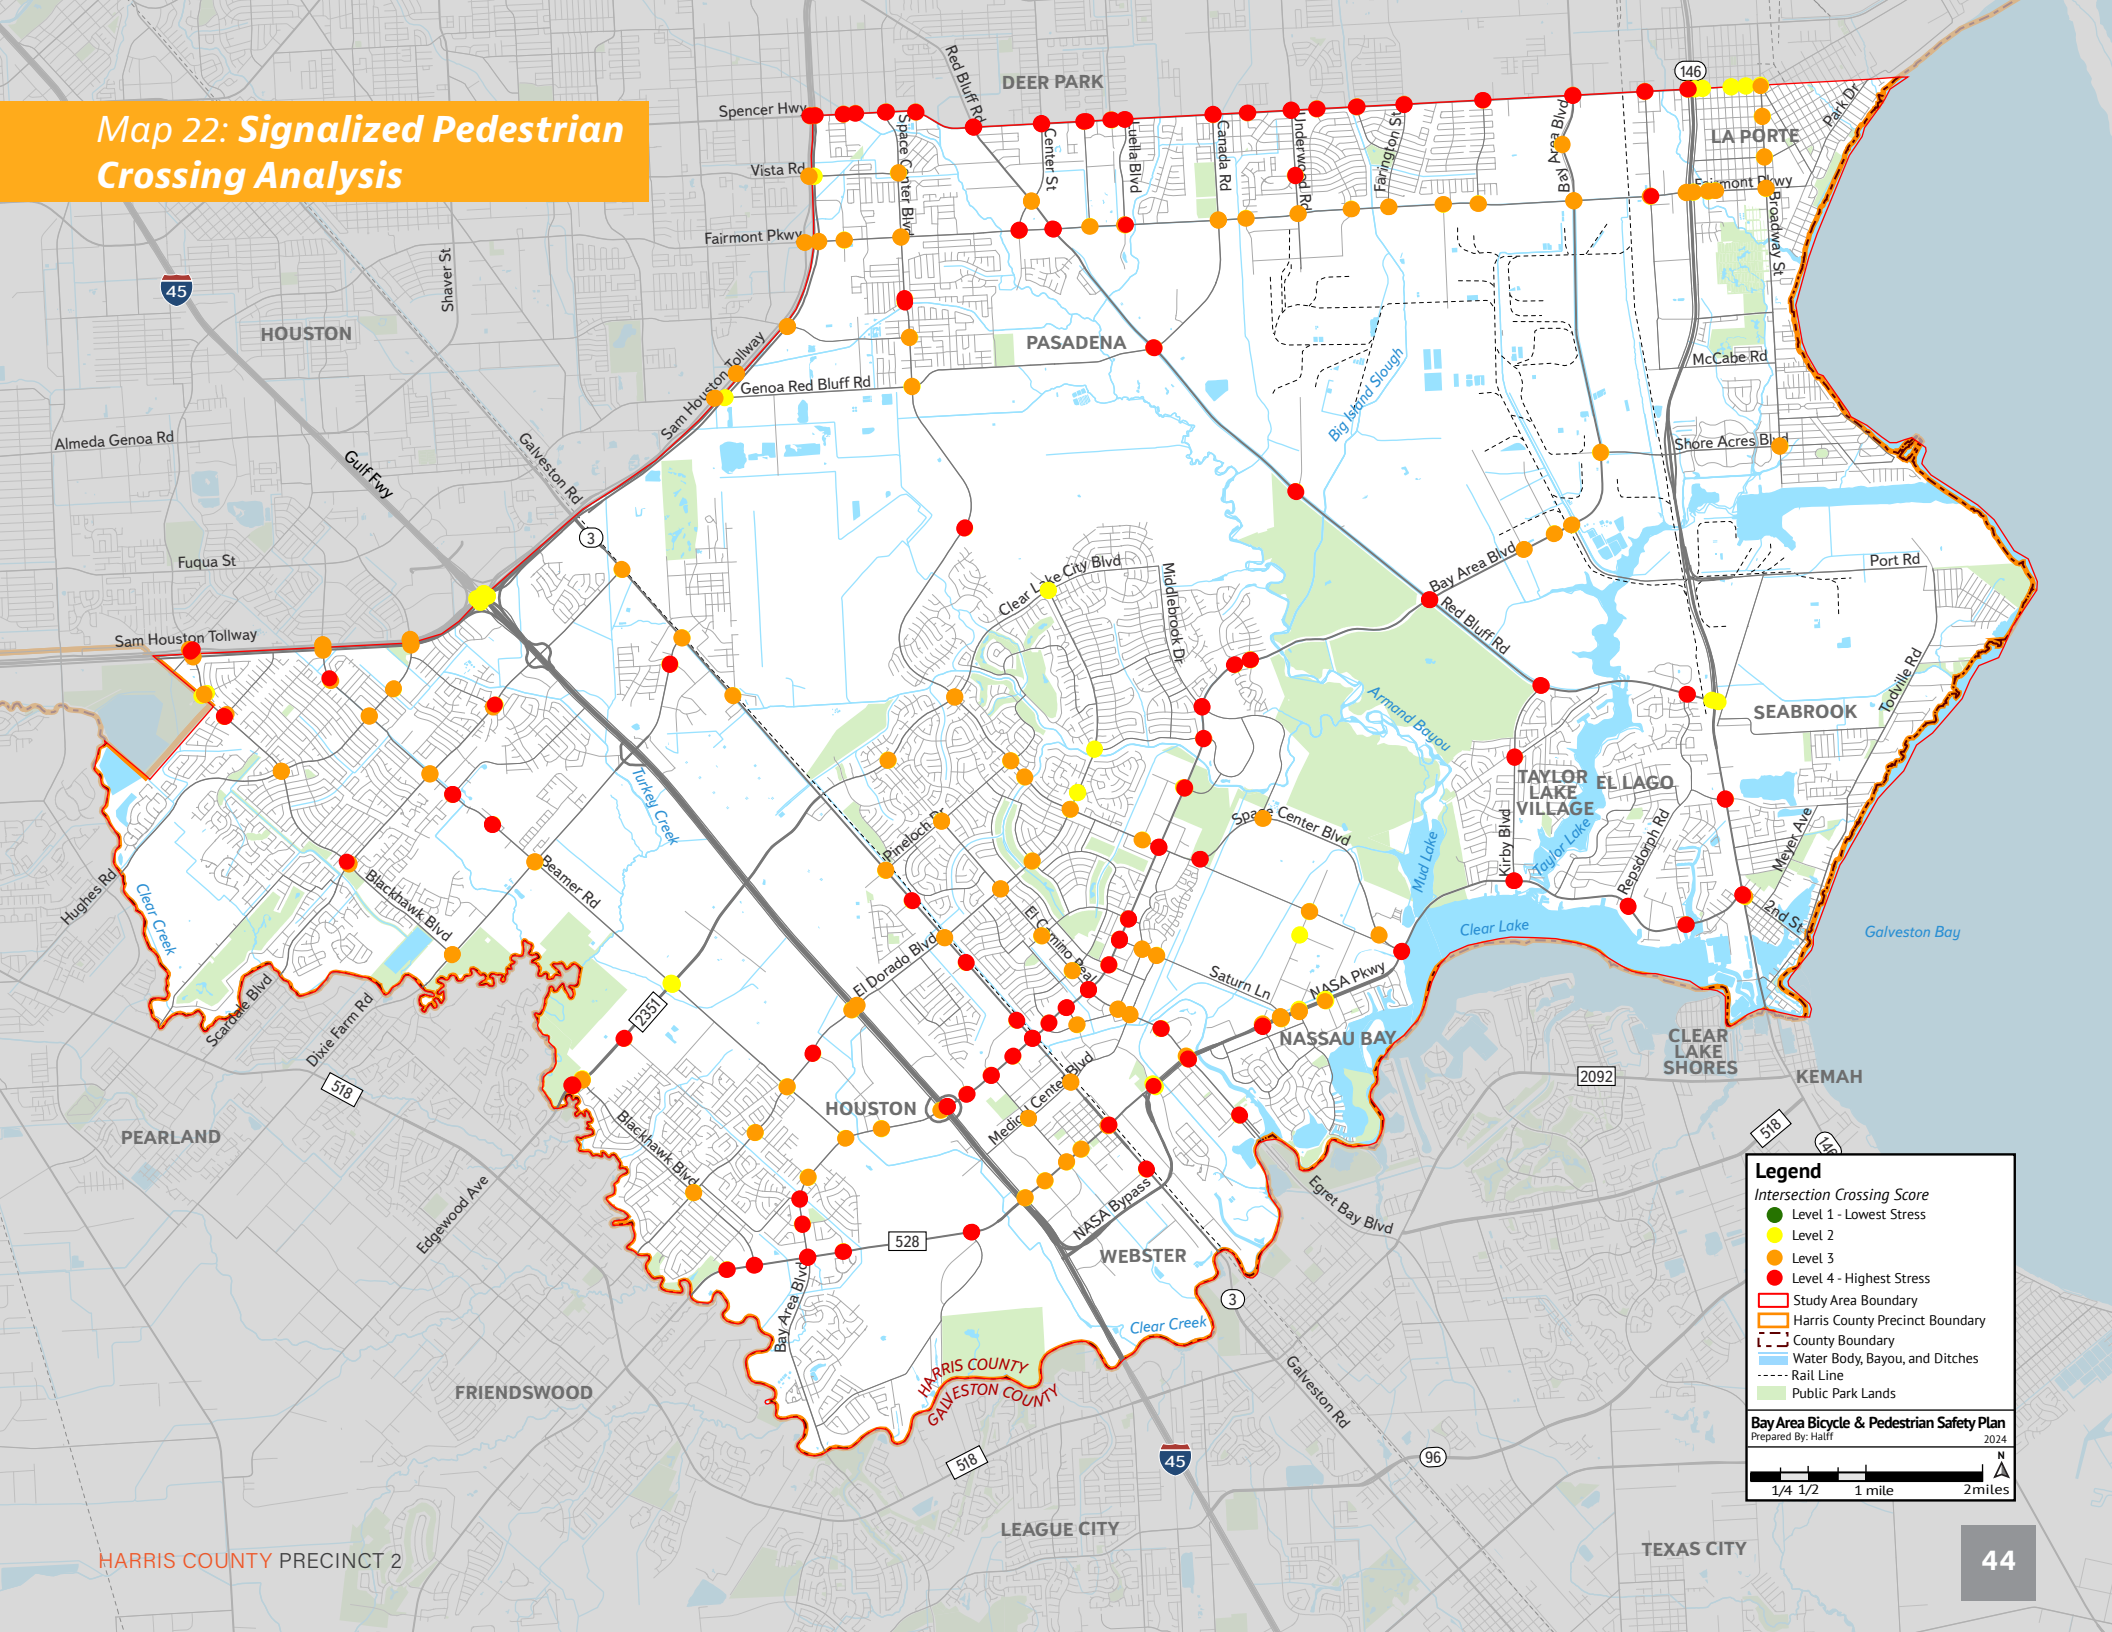 Map 22: Signalized Pedestrian
Crossing Analysis
DEER PARK
Red Bluff Rd
Spencer Hwy
146
Park Dr
LA PORTE
Vista Rd
Space Center Blvd
Center St
Luella Blvd
Canada Rd
Underwood Rd
Farington St
Bay Area Blvd
Fairmont Pkwy
Broadway St
Fairmont Pkwy
Shaver St
45
HOUSTON
PASADENA
McCabe Rd
Sam Houston Tollway
Genoa Red Bluff Rd
Big Island Slough
Almeda Genoa Rd
Gulf Fwy
Galveston Rd
Shore Acres Blvd
3
Fuqua St
Port Rd
Clear Lake City Blvd
Middlebrook Dr
Bay Area Blvd
Red Bluff Rd
Sam Houston Tollway
Todville Rd
Armand Bayou
SEABROOK
Turkey Creek
TAYLOR
LAKE
VILLAGE
EL LAGO
Pineloch Dr
Space Center Blvd
Kirby Blvd
Taylor Lake
Mud Lake
Repsdorph Rd
Meyer Ave
Beamer Rd
Blackhawk Blvd
Hughes Rd
Clear Creek
El Camino Real
2nd St
Clear Lake
Galveston Bay
El Dorado Blvd
Saturn Ln
NASA Pkwy
2351
Scarsdale Blvd
Dixie Farm Rd
NASSAU BAY
CLEAR
LAKE
SHORES
KEMAH
518
2092
HOUSTON
Medical Center Blvd
PEARLAND
Blackhawk Blvd
518
146
Edgewood Ave
NASA Bypass
Egret Bay Blvd
528
WEBSTER
Bay Area Blvd
3
Clear Creek
HARRIS COUNTY
GALVESTON COUNTY
Galveston Rd
FRIENDSWOOD
518
45
96
LEAGUE CITY
TEXAS CITY
Legend
Intersection Crossing Score
Level 1 - Lowest Stress
Level 2
Level 3
Level 4 - Highest Stress
Study Area Boundary
Harris County Precinct Boundary
County Boundary
Water Body, Bayou, and Ditches
Rail Line
Public Park Lands
Bay Area Bicycle & Pedestrian Safety Plan
Prepared By: Halff
2024
N
1/4 1/2 1 mile 2miles
HARRIS COUNTY PRECINCT 2
44